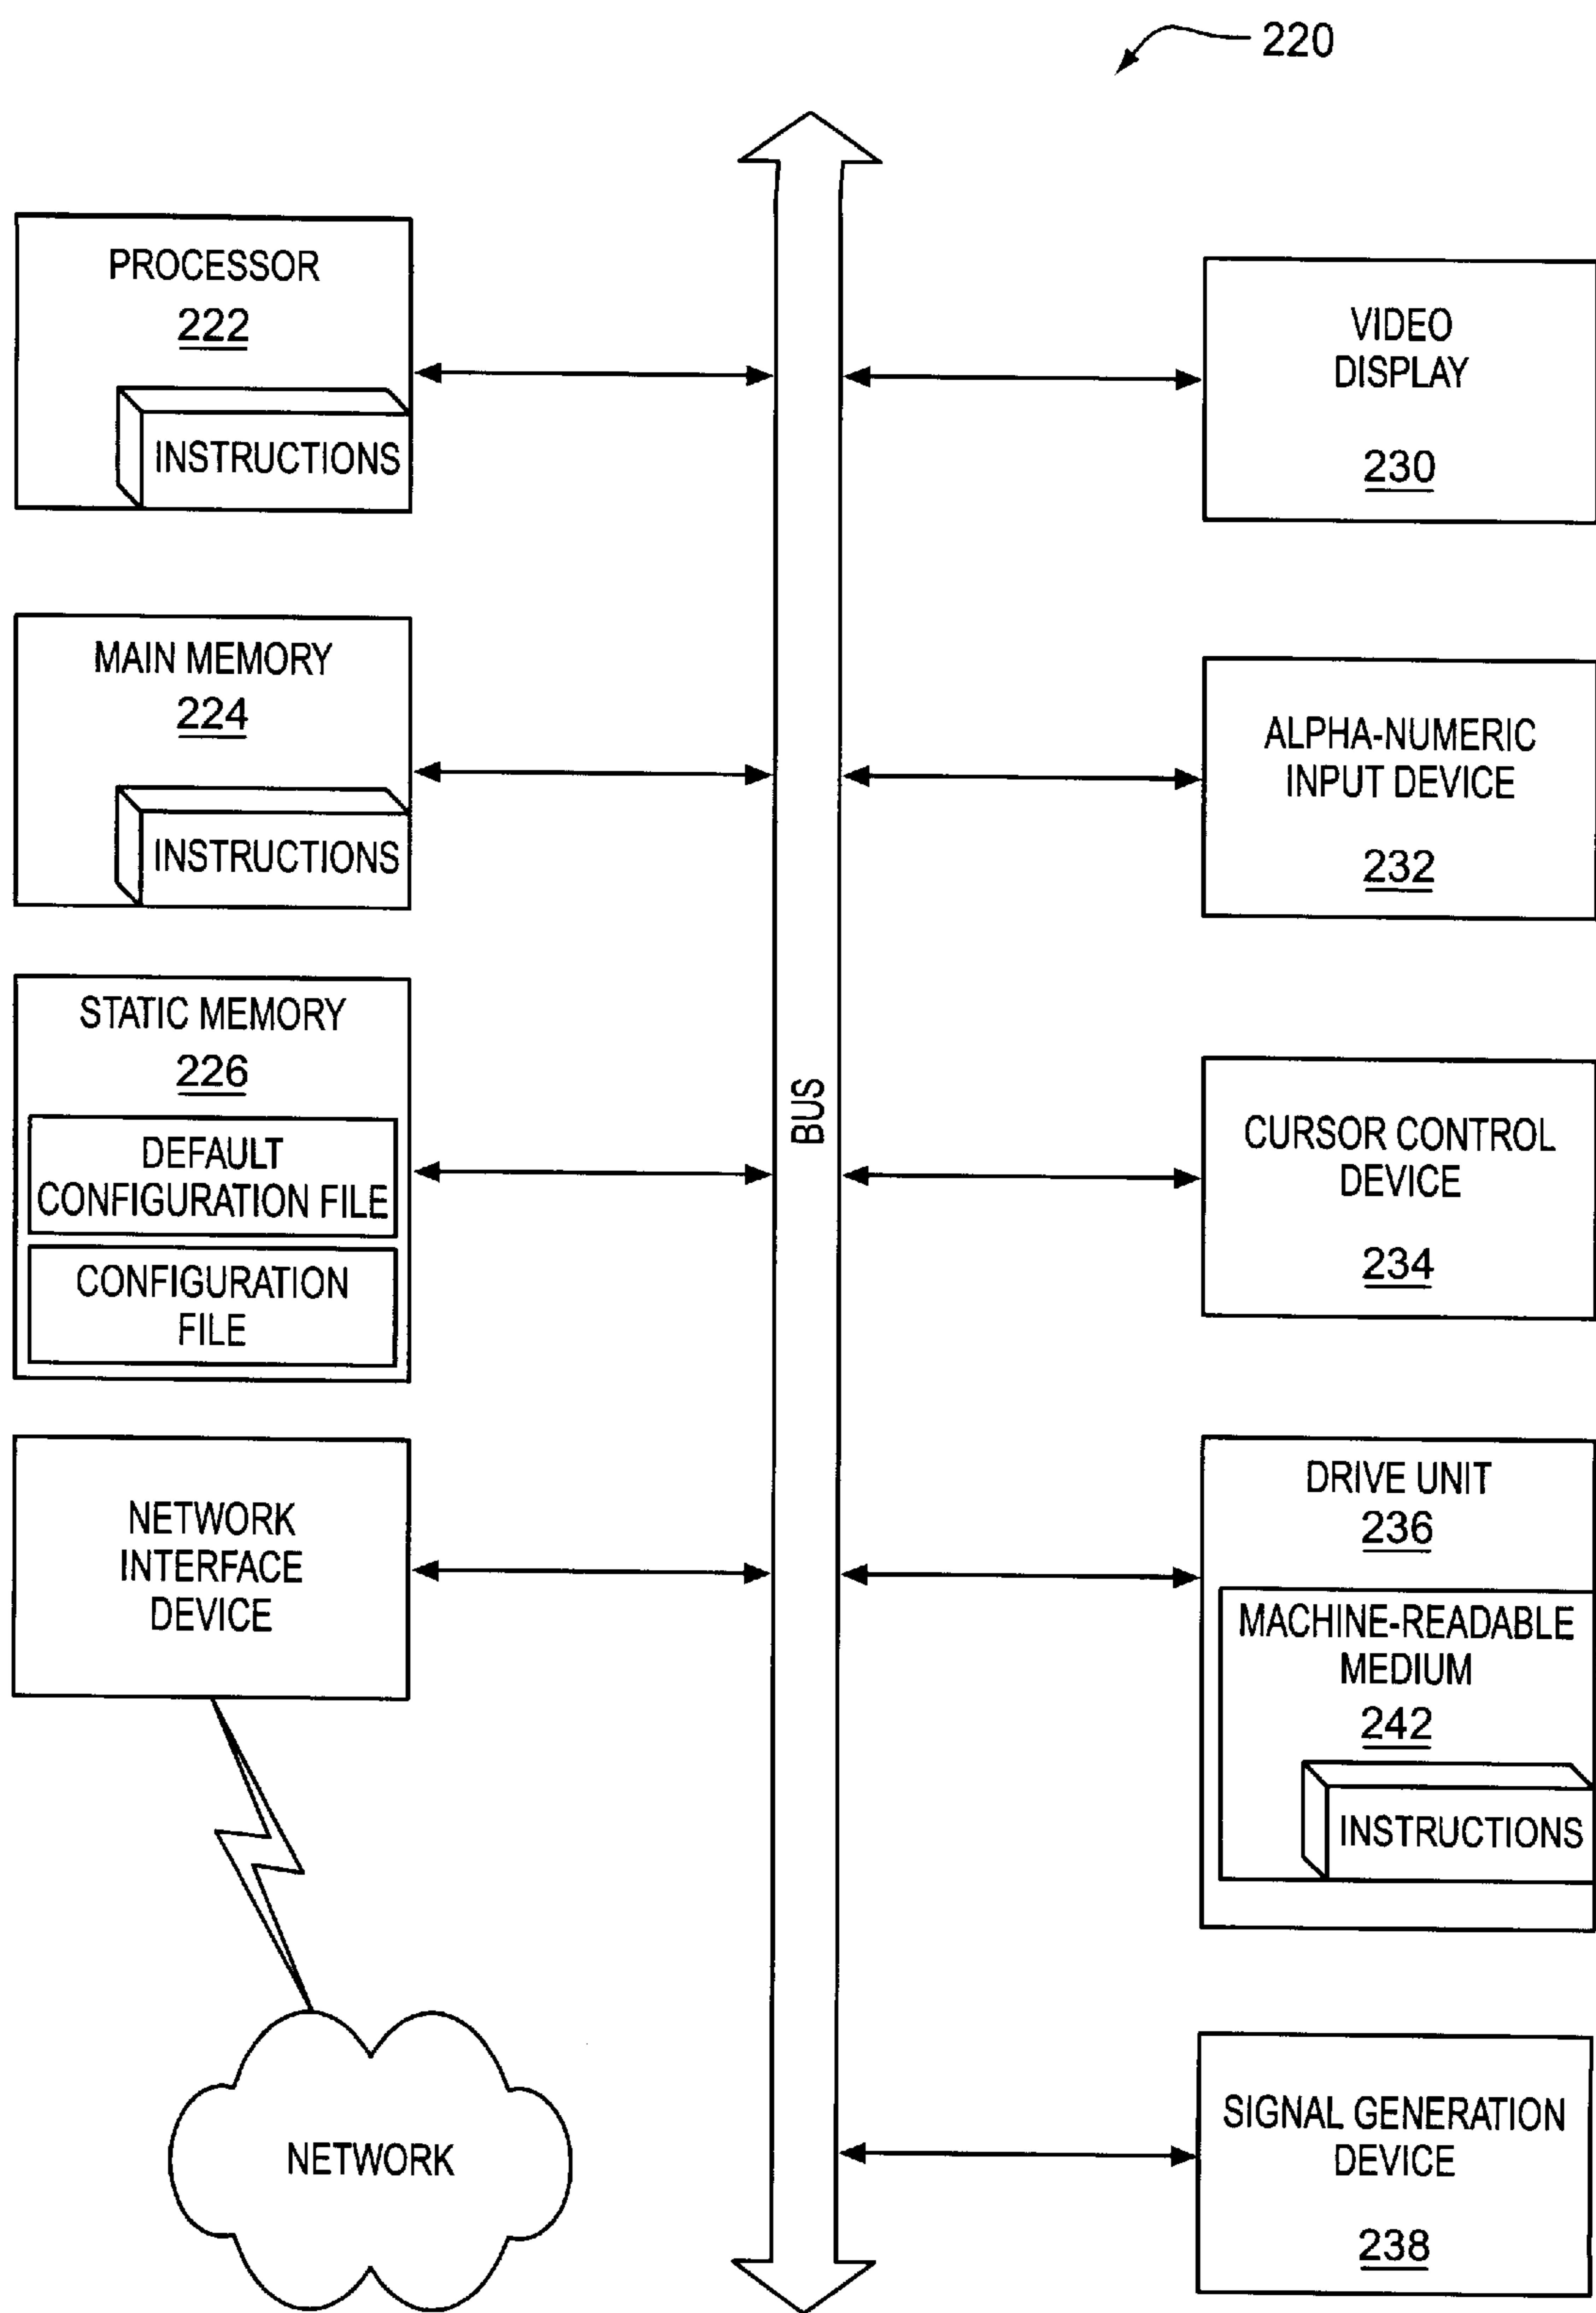 220
PROCESSOR
222
INSTRUCTIONS
MAIN MEMORY
224
INSTRUCTIONS
STATIC MEMORY
226
DEFAULT
CONFIGURATION FILE
CONFIGURATION
FILE
NETWORK
INTERFACE
DEVICE
NETWORK
BUS
VIDEO
DISPLAY
230
ALPHA-NUMERIC
INPUT DEVICE
232
CURSOR CONTROL
DEVICE
234
DRIVE UNIT
236
MACHINE-READABLE
MEDIUM
242
INSTRUCTIONS
SIGNAL GENERATION
DEVICE
238